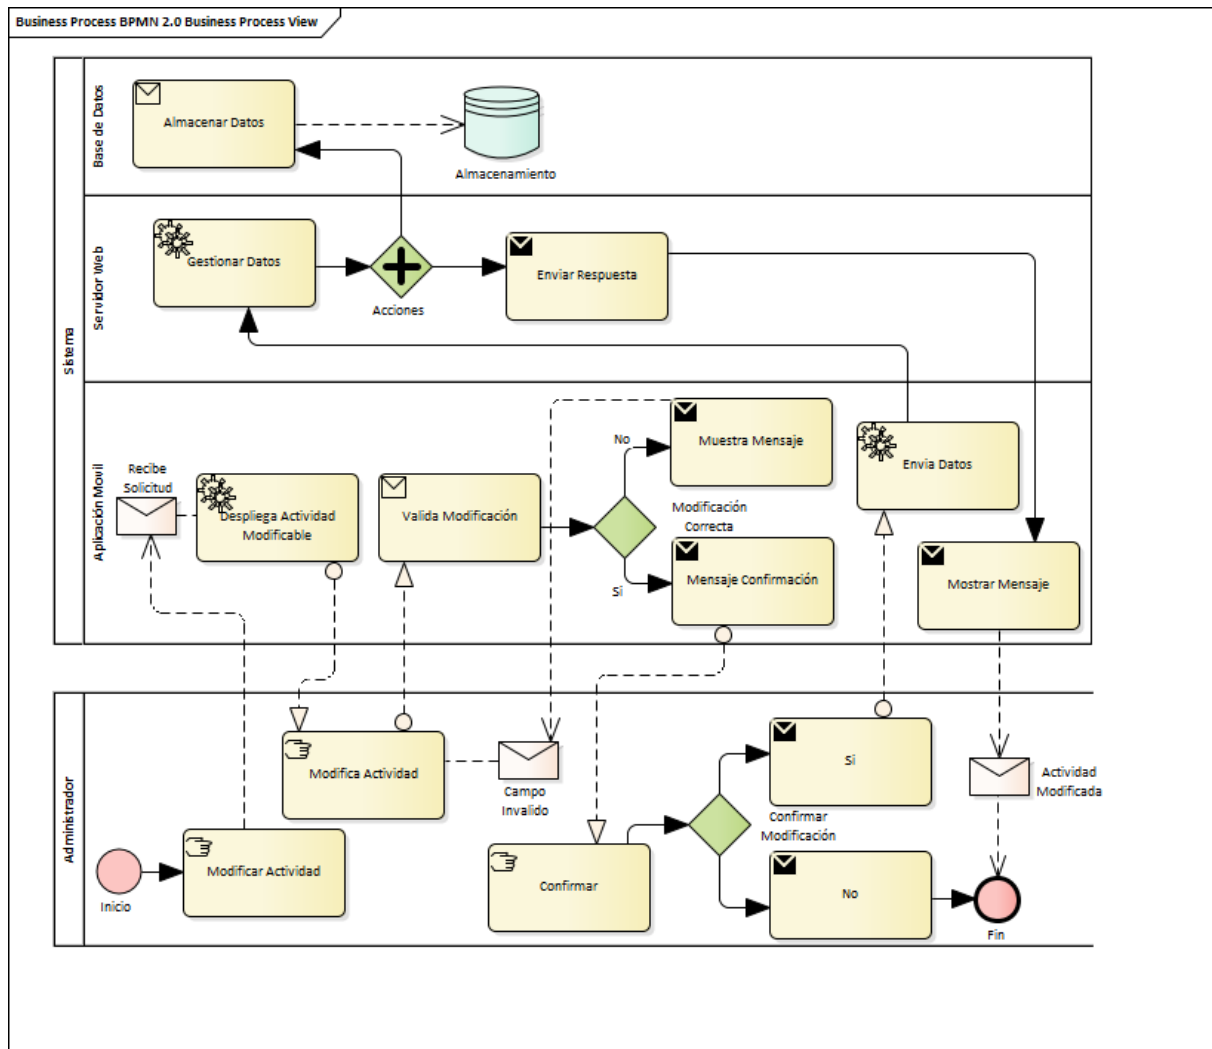 Business Process BPMN 2.0 Business Process View
Sistema
Base de Datos
Almacenar Datos
Almacenamiento
Servidor Web
Gestionar Datos
Acciones
Enviar Respuesta
Aplicación Movil
Recibe
Solicitud
Despliega Actividad
Modificable
Valida Modificación
No
Si
Modificación
Correcta
Muestra Mensaje
Mensaje Confirmación
Envia Datos
Mostrar Mensaje
Administrador
Inicio
Modificar Actividad
Modifica Actividad
Campo
Invalido
Confirmar
Confirmar
Modificación
Si
No
Actividad
Modificada
Fin